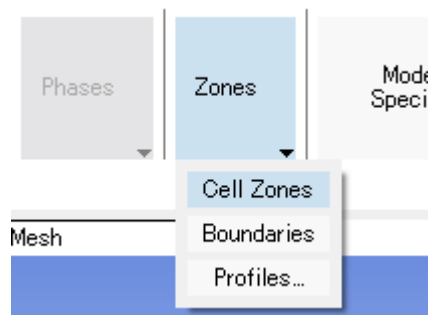 Phases
Zones
Mode
Speci
Cell Zones
Boundaries
Profiles...
Mesh